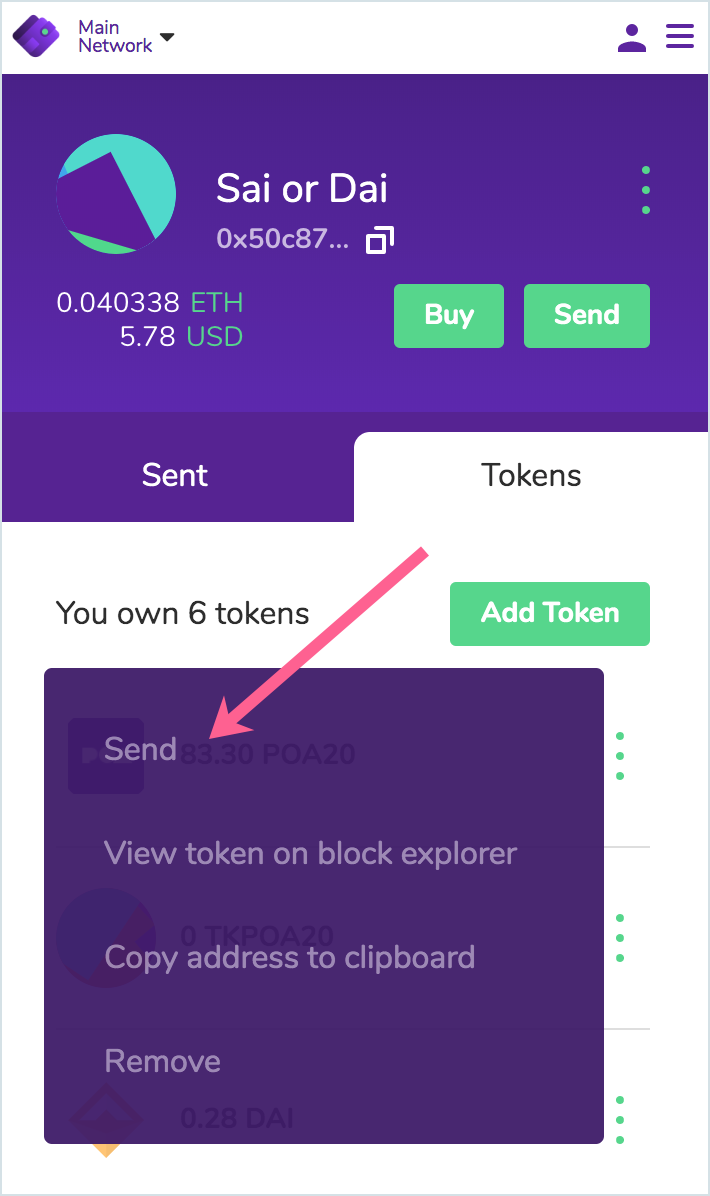 Main
Network
Sai or Dai
0x50c87...
0.040338 ETH
5.78 USD
Buy
Send
Sent
Tokens
You own 6 tokens
Add Token
Send
83.30 POA20
View token on block explorer
0 TKPOA20
Copy address to clipboard
Remove
0.28 DAI